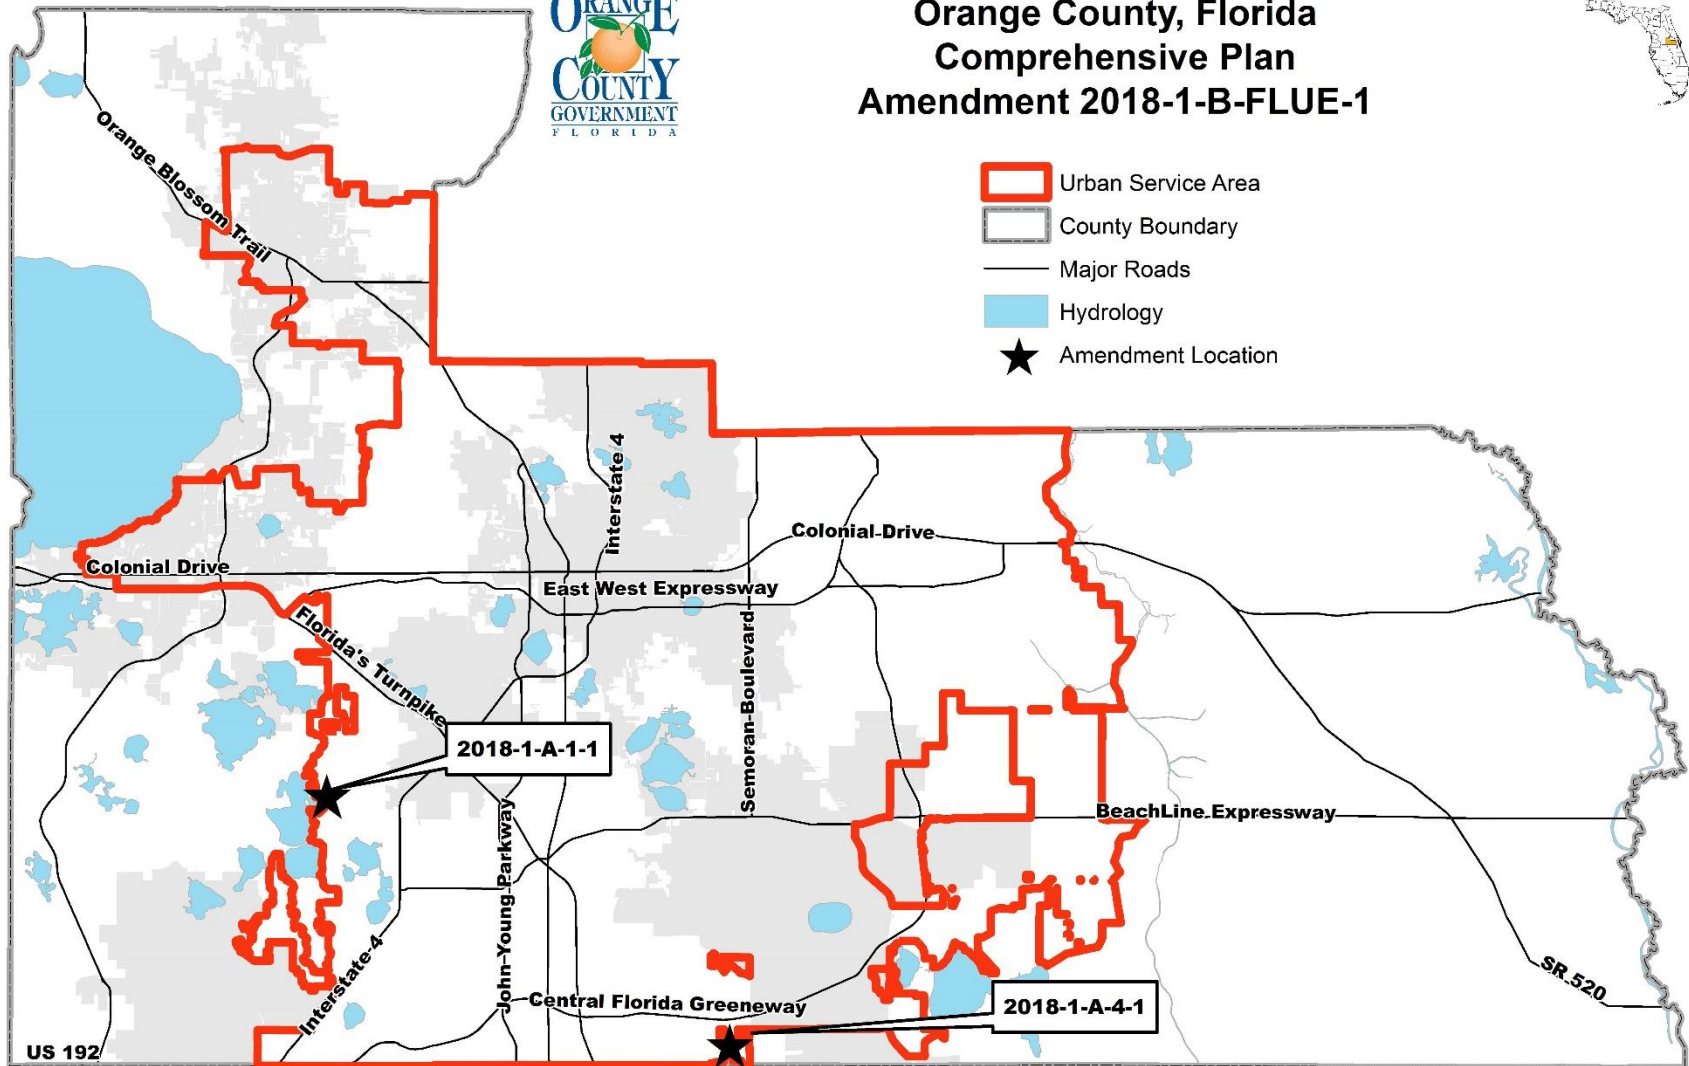 ORANGE
COUNTY
GOVERNMENT
FLORIDA
Orange County, Florida
Comprehensive Plan
Amendment 2018-1-B-FLUE-1
Urban Service Area
County Boundary
Major Roads
Hydrology
Amendment Location
Orange Blossom Trail
Interstate 4
Colonial Drive
Colonial Drive
East West Expressway
Florida's Turnpike
Semoran Boulevard
2018-1-A-1-1
John Young Parkway
BeachLine Expressway
Interstate 4
Central Florida Greeneway
2018-1-A-4-1
SR 520
US 192